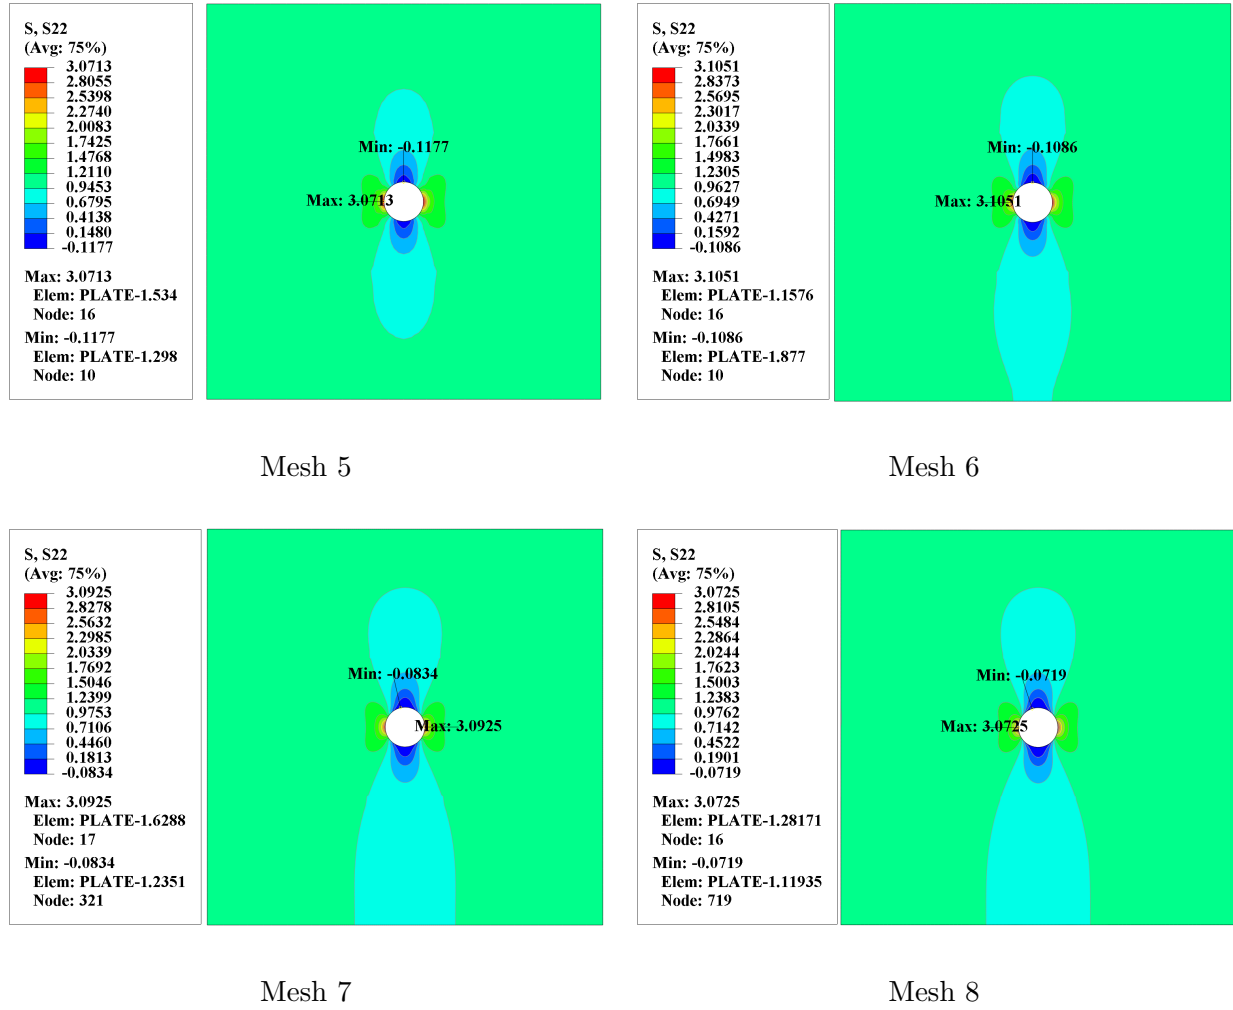 S, S22
(Avg: 75%)
3.0713
2.8055
2.5398
2.2740
2.0083
1.7425
1.4768
1.2110
0.9453
0.6795
0.4138
0.1480
-0.1177
Max: 3.0713
Elem: PLATE-1.534
Node: 16
Min: -0.1177
Elem: PLATE-1.298
Node: 10
Min: -0.1177
Max: 3.0713
Mesh 5
S, S22
(Avg: 75%)
3.1051
2.8373
2.5695
2.3017
2.0339
1.7661
1.4983
1.2305
0.9627
0.6949
0.4271
0.1592
-0.1086
Max: 3.1051
Elem: PLATE-1.1576
Node: 16
Min: -0.1086
Elem: PLATE-1.877
Node: 10
Min: -0.1086
Max: 3.1051
Mesh 6
S, S22
(Avg: 75%)
3.0925
2.8278
2.5632
2.2985
2.0339
1.7692
1.5046
1.2399
0.9753
0.7106
0.4460
0.1813
-0.0834
Max: 3.0925
Elem: PLATE-1.6288
Node: 17
Min: -0.0834
Elem: PLATE-1.2351
Node: 321
Min: -0.0834
Max: 3.0925
Mesh 7
S, S22
(Avg: 75%)
3.0725
2.8105
2.5484
2.2864
2.0244
1.7623
1.5003
1.2383
0.9762
0.7142
0.4522
0.1901
-0.0719
Max: 3.0725
Elem: PLATE-1.28171
Node: 16
Min: -0.0719
Elem: PLATE-1.11935
Node: 719
Min: -0.0719
Max: 3.0725
Mesh 8